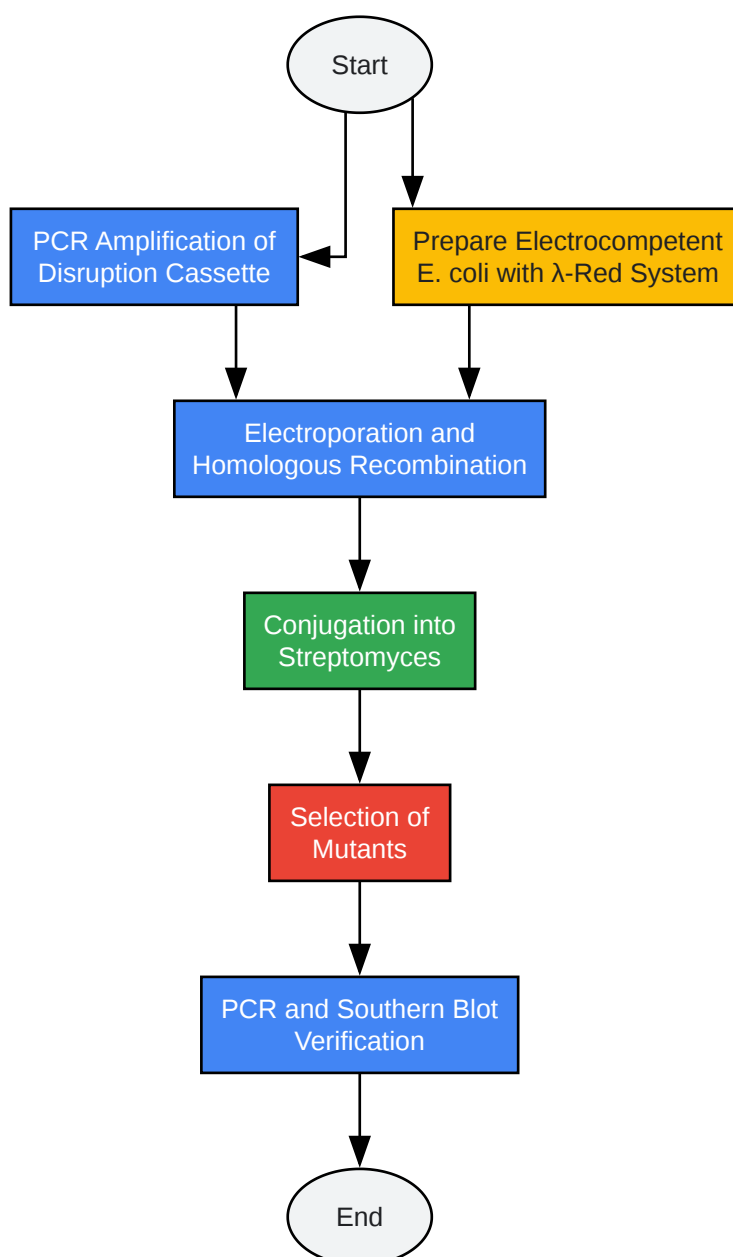 Start
PCR Amplification of
Disruption Cassette
Prepare Electrocompetent
E. coli with λ-Red System
Electroporation and
Homologous Recombination
Conjugation into
Streptomyces
Selection of
Mutants
PCR and Southern Blot
Verification
End